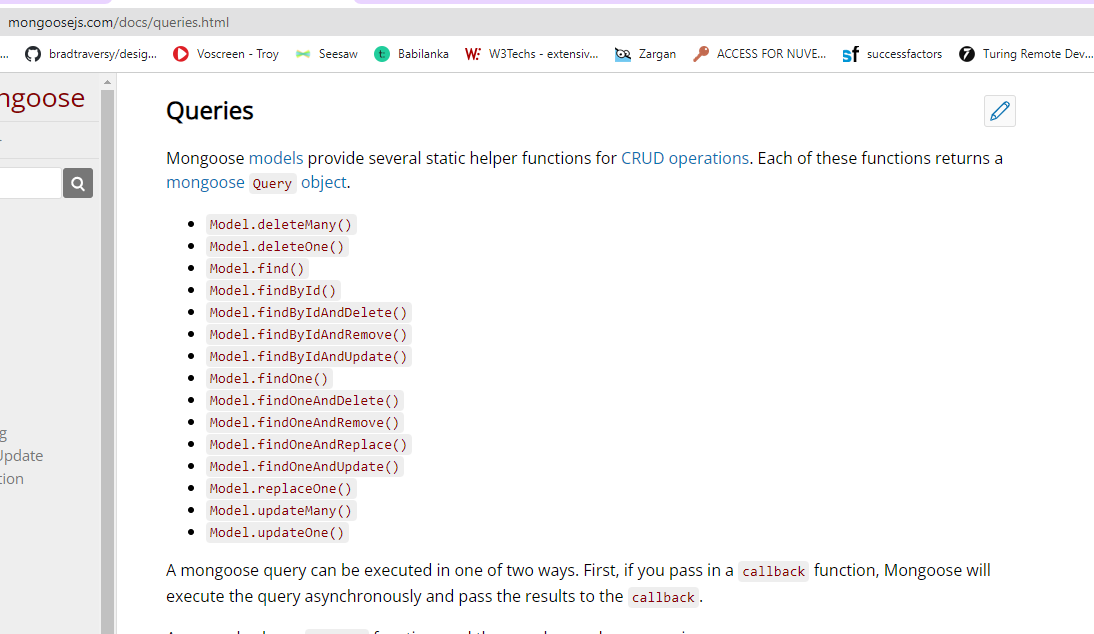 mongoosejs.com/docs/queries.html
... bradtraversy/desig... Voscreen - Troy Seesaw Babilanka W3Techs - extensiv... Zargan ACCESS FOR NUVE... successfactors Turing Remote Dev...
ngoose
Queries
Mongoose models provide several static helper functions for CRUD operations. Each of these functions returns a
mongoose Query object.
Model.deleteMany()
Model.deleteOne()
Model.find()
Model.findById()
Model.findByIdAndDelete()
Model.findByIdAndRemove()
Model.findByIdAndUpdate()
Model.findOne()
Model.findOneAndDelete()
Model.findOneAndRemove()
Model.findOneAndReplace()
Model.findOneAndUpdate()
Model.replaceOne()
Model.updateMany()
Model.updateOne()
g
Update
tion
A mongoose query can be executed in one of two ways. First, if you pass in a callback function, Mongoose will
execute the query asynchronously and pass the results to the callback.